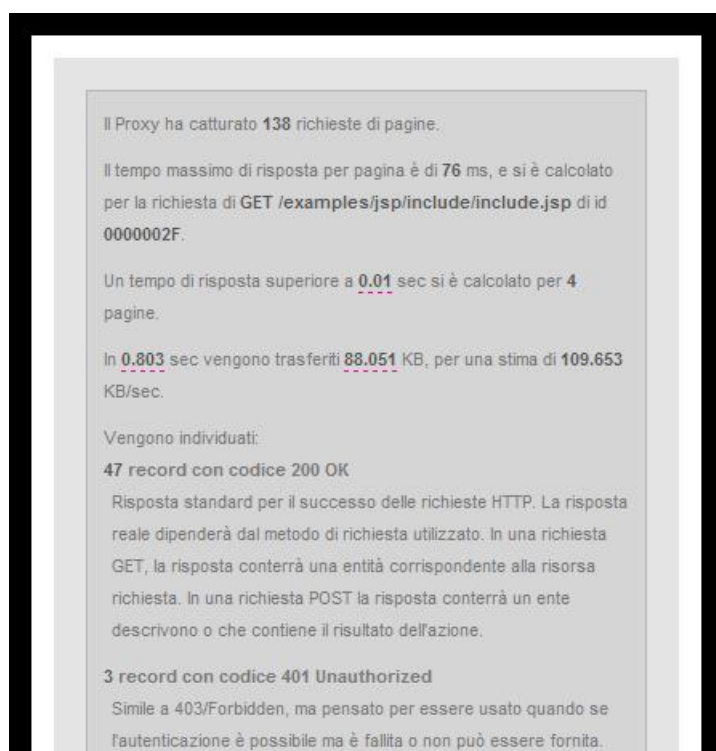 Il Proxy ha catturato 138 richieste di pagine.
Il tempo massimo di risposta per pagina è di 76 ms, e si è calcolato
per la richiesta di GET /examples/jsp/include/include.jsp di id
0000002F.
Un tempo di risposta superiore a 0.01 sec si è calcolato per 4
pagine.
In 0.803 sec vengono trasferiti 88.051 KB, per una stima di 109.653
KB/sec.
Vengono individuati:
47 record con codice 200 OK
Risposta standard per il successo delle richieste HTTP. La risposta
reale dipenderà dal metodo di richiesta utilizzato. In una richiesta
GET, la risposta conterrà una entità corrispondente alla risorsa
richiesta. In una richiesta POST la risposta conterrà un ente
descrivono o che contiene il risultato dell'azione.
3 record con codice 401 Unauthorized
Simile a 403/Forbidden, ma pensato per essere usato quando se
l'autenticazione è possibile ma è fallita o non può essere fornita.